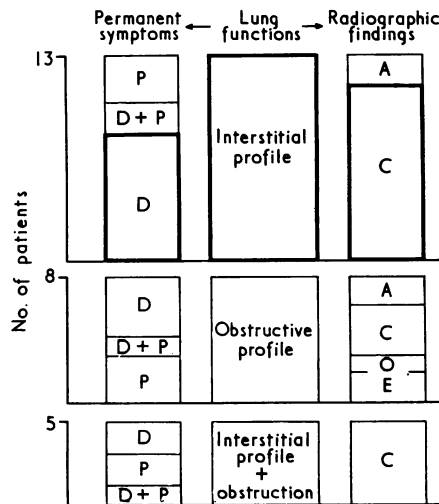 Permanent symptoms ← Lung functions → Radiographic findings
No. of patients
13
P
D + P
D
Interstitial profile
A
C
8
D
D + P
P
Obstructive profile
A
C
O
E
5
D
P
D + P
Interstitial profile + obstruction
C